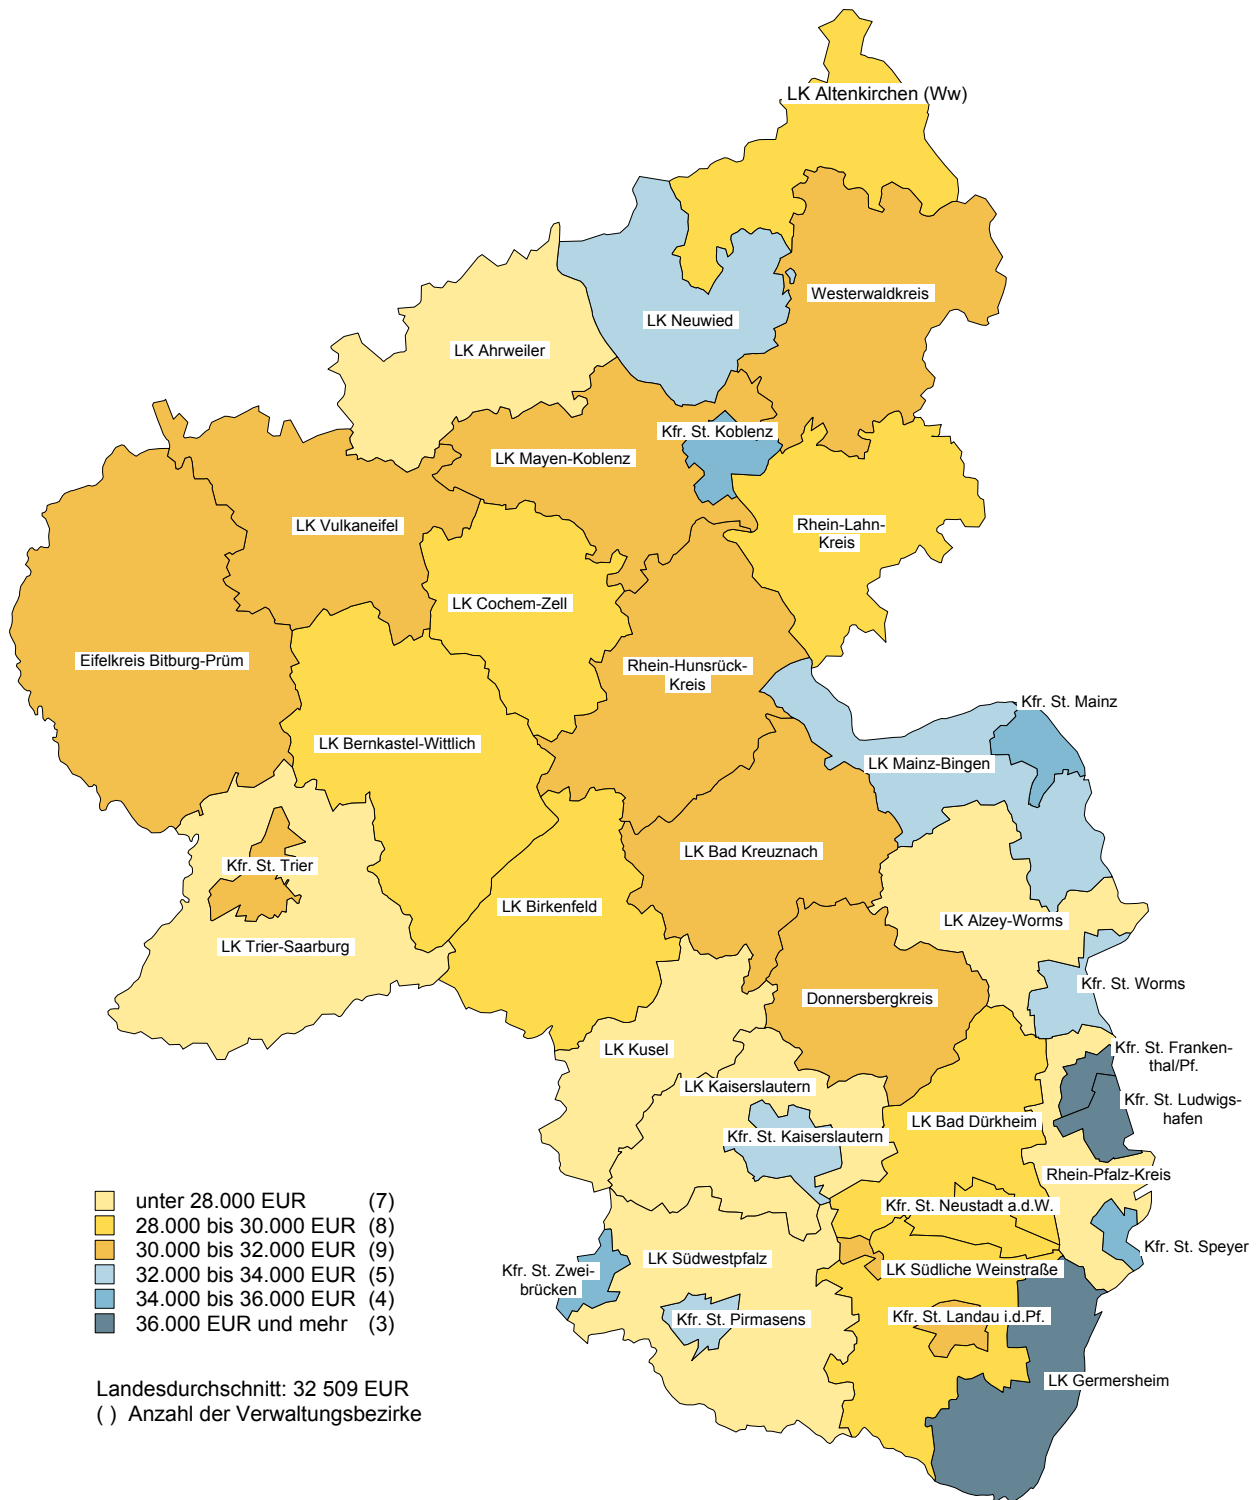 LK Altenkirchen (Ww)
Westerwaldkreis
LK Neuwied
LK Ahrweiler
Kfr. St. Koblenz
LK Mayen-Koblenz
LK Vulkaneifel
Rhein-Lahn-
Kreis
LK Cochem-Zell
Eifelkreis Bitburg-Prüm
Rhein-Hunsrück-
Kreis
Kfr. St. Mainz
LK Bernkastel-Wittlich
LK Mainz-Bingen
LK Bad Kreuznach
Kfr. St. Trier
LK Birkenfeld
LK Alzey-Worms
LK Trier-Saarburg
Kfr. St. Worms
Donnersbergkreis
LK Kusel
Kfr. St. Franken-
thal/Pf.
LK Kaiserslautern
Kfr. St. Ludwigs-
hafen
LK Bad Dürkheim
Kfr. St. Kaiserslautern
Rhein-Pfalz-Kreis
Kfr. St. Neustadt a.d.W.
Kfr. St. Speyer
LK Südwestpfalz
LK Südliche Weinstraße
Kfr. St. Zwei-
brücken
Kfr. St. Pirmasens
Kfr. St. Landau i.d.Pf.
LK Germersheim
unter 28.000 EUR (7)
28.000 bis 30.000 EUR (8)
30.000 bis 32.000 EUR (9)
32.000 bis 34.000 EUR (5)
34.000 bis 36.000 EUR (4)
36.000 EUR und mehr (3)
Landesdurchschnitt: 32 509 EUR
( ) Anzahl der Verwaltungsbezirke